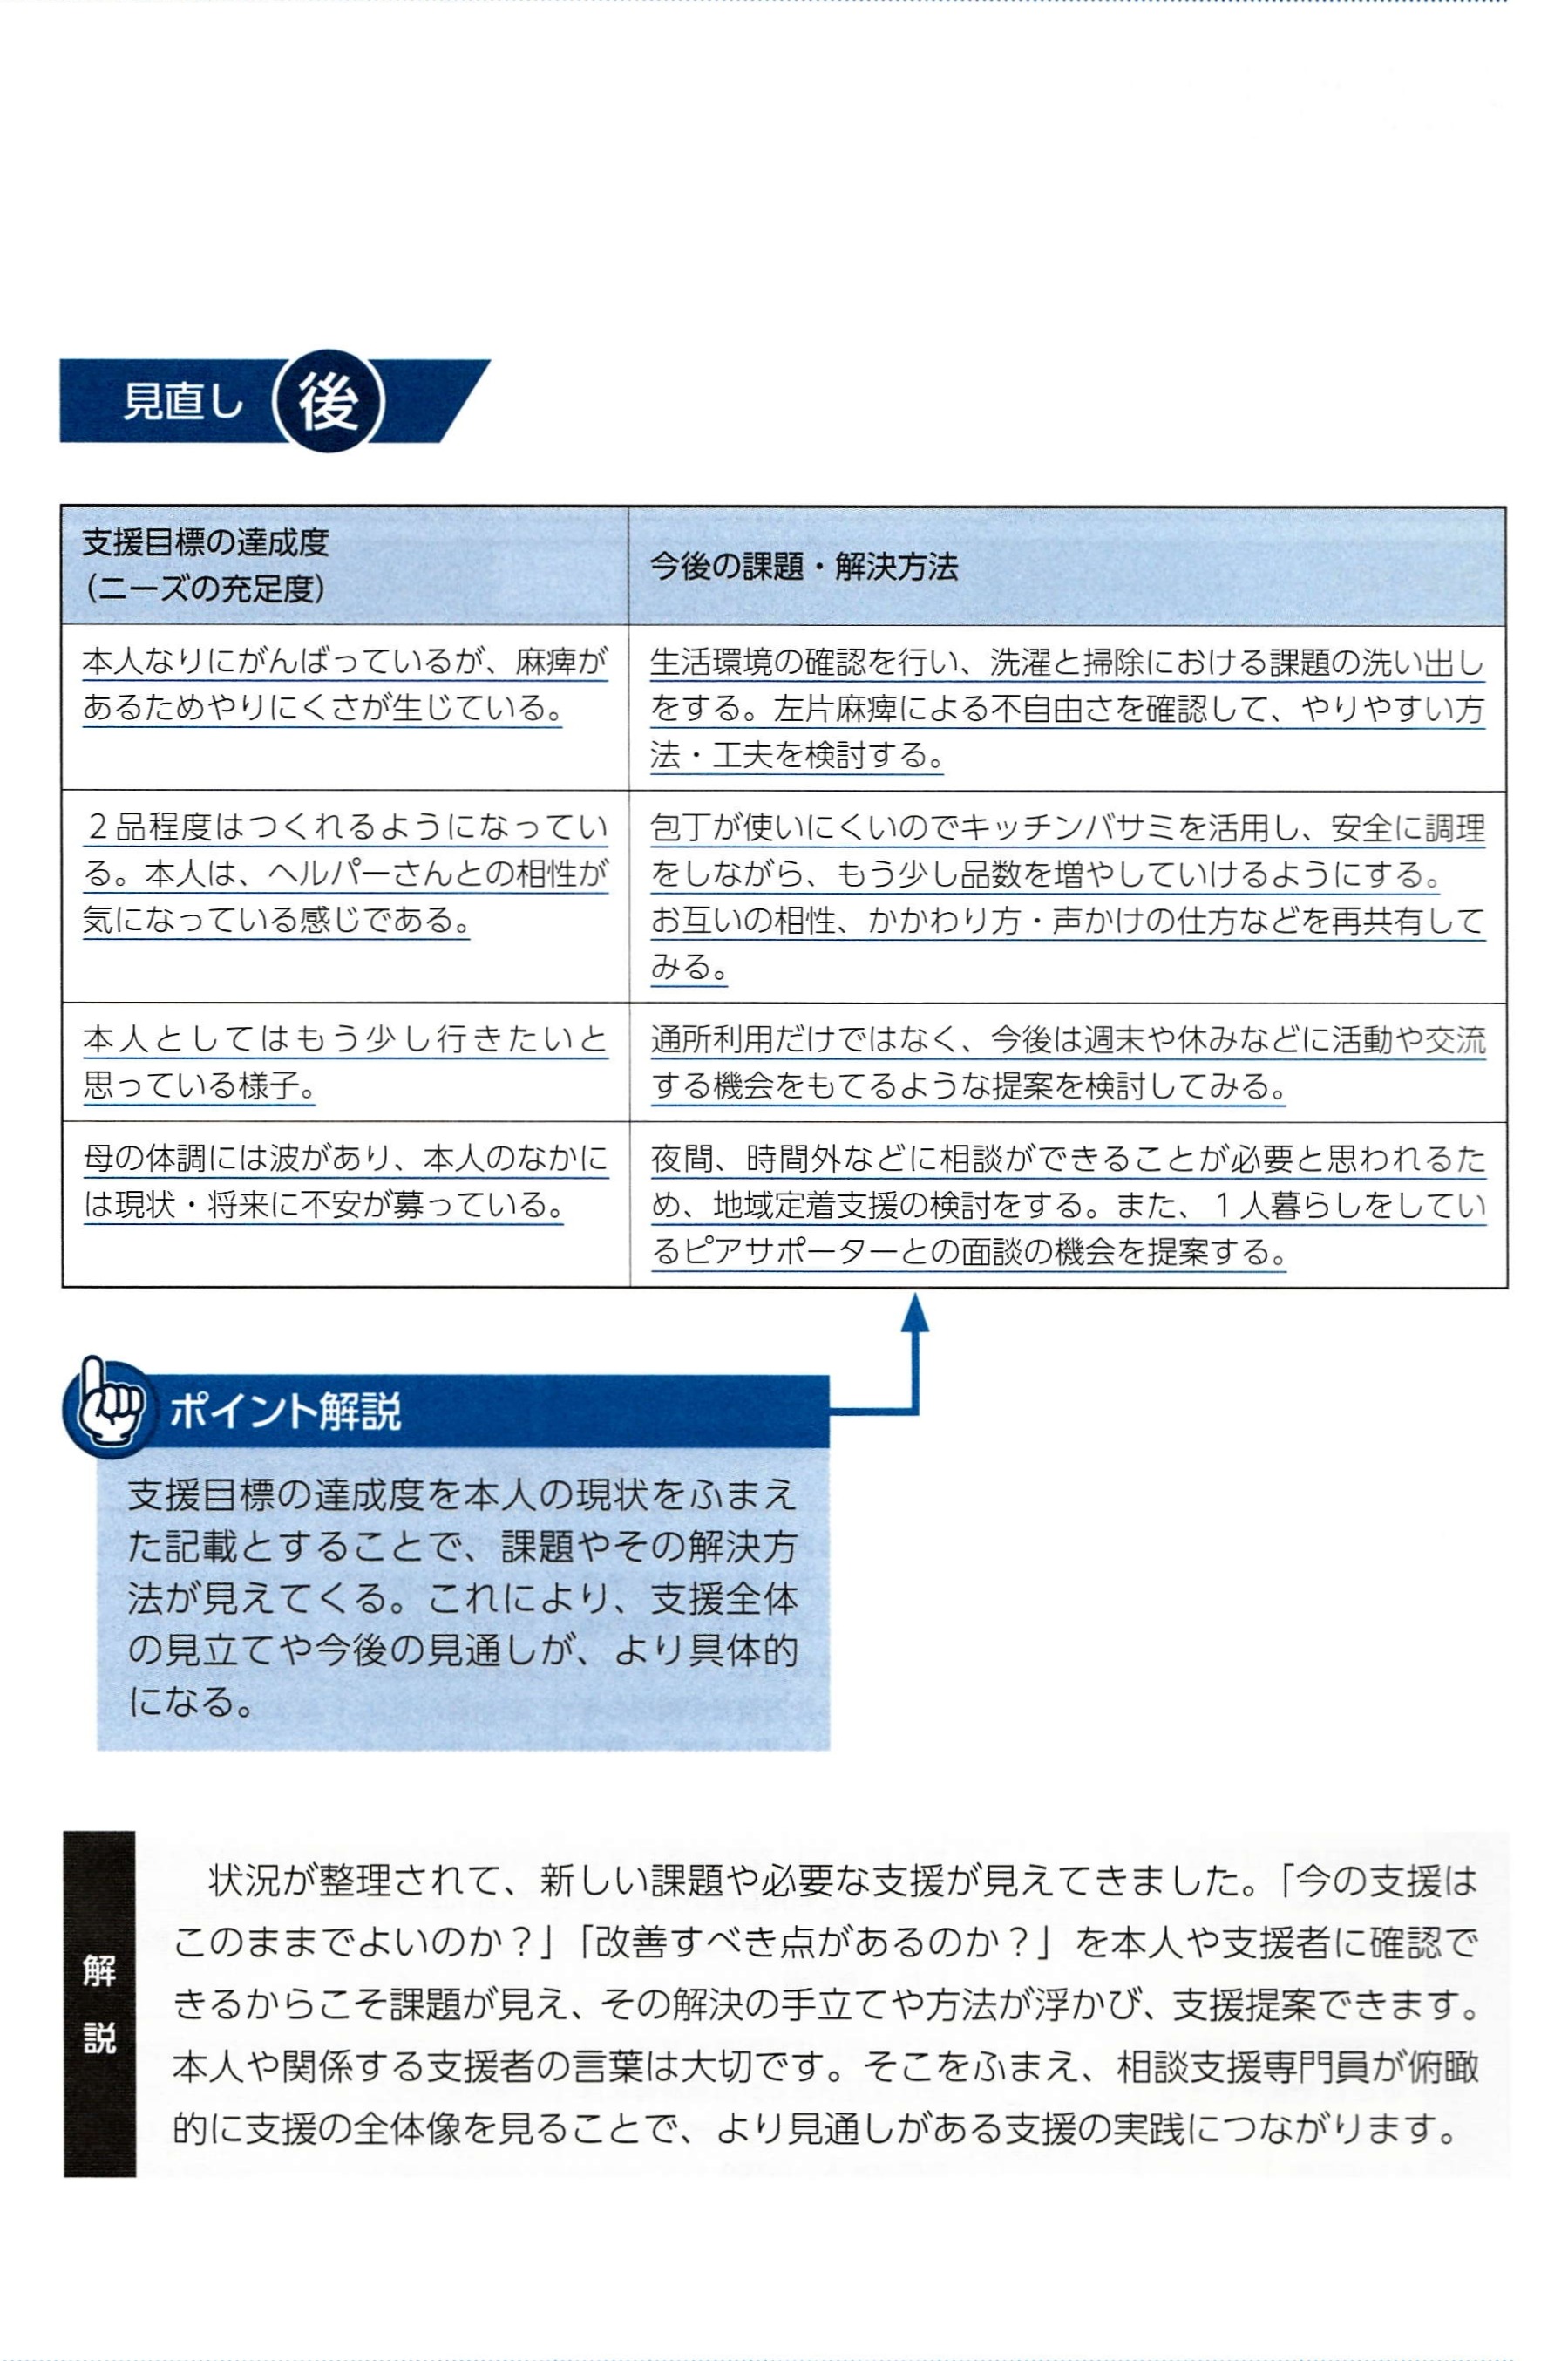 見直し 後
支援目標の達成度
（ニーズの充足度）
今後の課題・解決方法
本人なりにがんばっているが、麻痺が
あるためやりにくさが生じている。
生活環境の確認を行い、洗濯と掃除における課題の洗い出し
をする。左片麻痺による不自由さを確認して、やりやすい方
法・工夫を検討する。
２品程度はつくれるようになってい
る。本人は、ヘルパーさんとの相性が
気になっている感じである。
包丁が使いにくいのでキッチンバサミを活用し、安全に調理
をしながら、もう少し品数を増やしていけるようにする。
お互いの相性、かかわり方・声かけの仕方などを再共有して
みる。
本人としてはもう少し行きたいと
思っている様子。
通所利用だけではなく、今後は週末や休みなどに活動や交流
する機会をもてるような提案を検討してみる。
母の体調には波があり、本人のなかに
は現状・将来に不安が募っている。
夜間、時間外などに相談ができることが必要と思われるた
め、地域定着支援の検討をする。また、１人暮らしをしてい
るピアサポーターとの面談の機会を提案する。
ポイント解説
支援目標の達成度を本人の現状をふまえ
た記載とすることで、課題やその解決方
法が見えてくる。これにより、支援全体
の見立てや今後の見通しが、より具体的
になる。
解説
状況が整理されて、新しい課題や必要な支援が見えてきました。「今の支援は
このままでよいのか？」「改善すべき点があるのか？」を本人や支援者に確認で
きるからこそ課題が見え、その解決の手立てや方法が浮かび、支援提案できます。
本人や関係する支援者の言葉は大切です。そこをふまえ、相談支援専門員が俯瞰
的に支援の全体像を見ることで、より見通しがある支援の実践につながります。